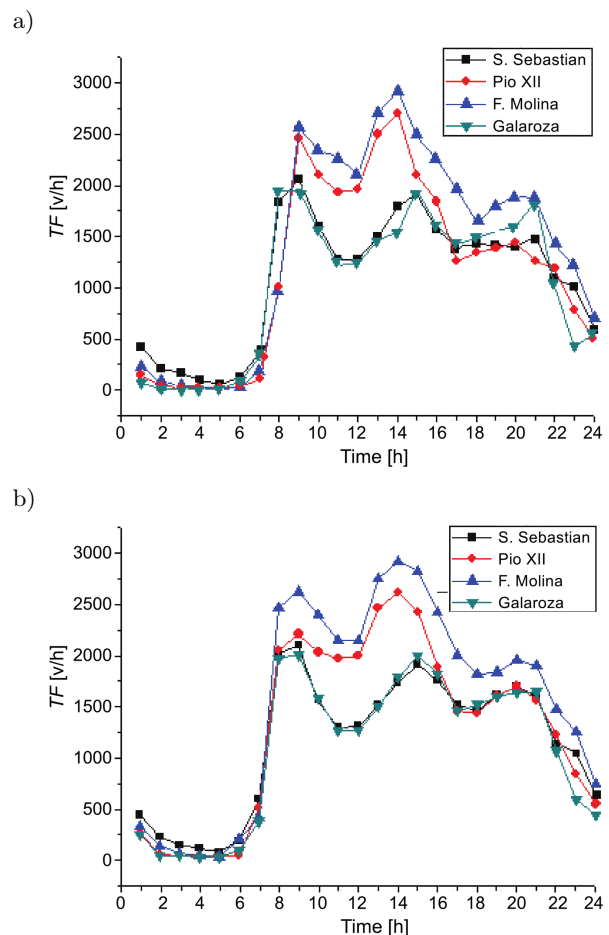 a)
S. Sebastian
Pio XII
F. Molina
Galaroza
3000
2500
2000
1500
1000
500
0
TF [v/h]
0 2 4 6 8 10 12 14 16 18 20 22 24
Time [h]
b)
S. Sebastian
Pio XII
F. Molina
Galaroza
3000
2500
2000
1500
1000
500
0
TF [v/h]
0 2 4 6 8 10 12 14 16 18 20 22 24
Time [h]